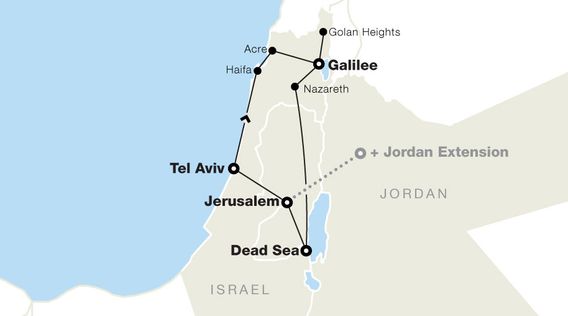 Golan Heights
Acre
Galilee
Haifa
Nazareth
+ Jordan Extension
Tel Aviv
JORDAN
Jerusalem
Dead Sea
ISRAEL